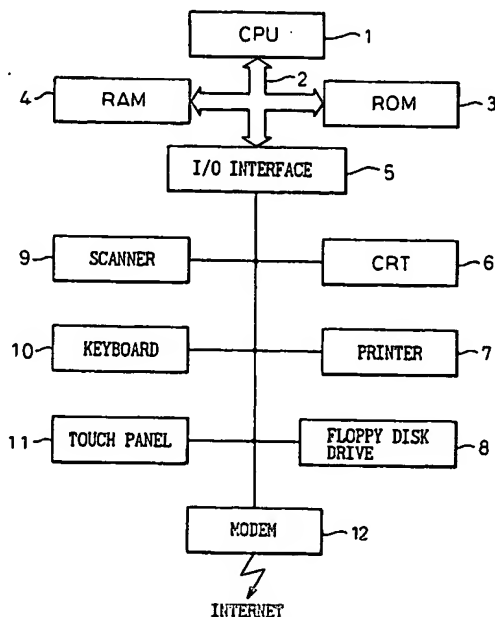 CPU
1
2
4
RAM
ROM
3
I/O INTERFACE
5
9
SCANNER
CRT
6
10
KEYBOARD
PRINTER
7
11
TOUCH PANEL
FLOPPY DISK
DRIVE
8
MODEM
12
INTERNET